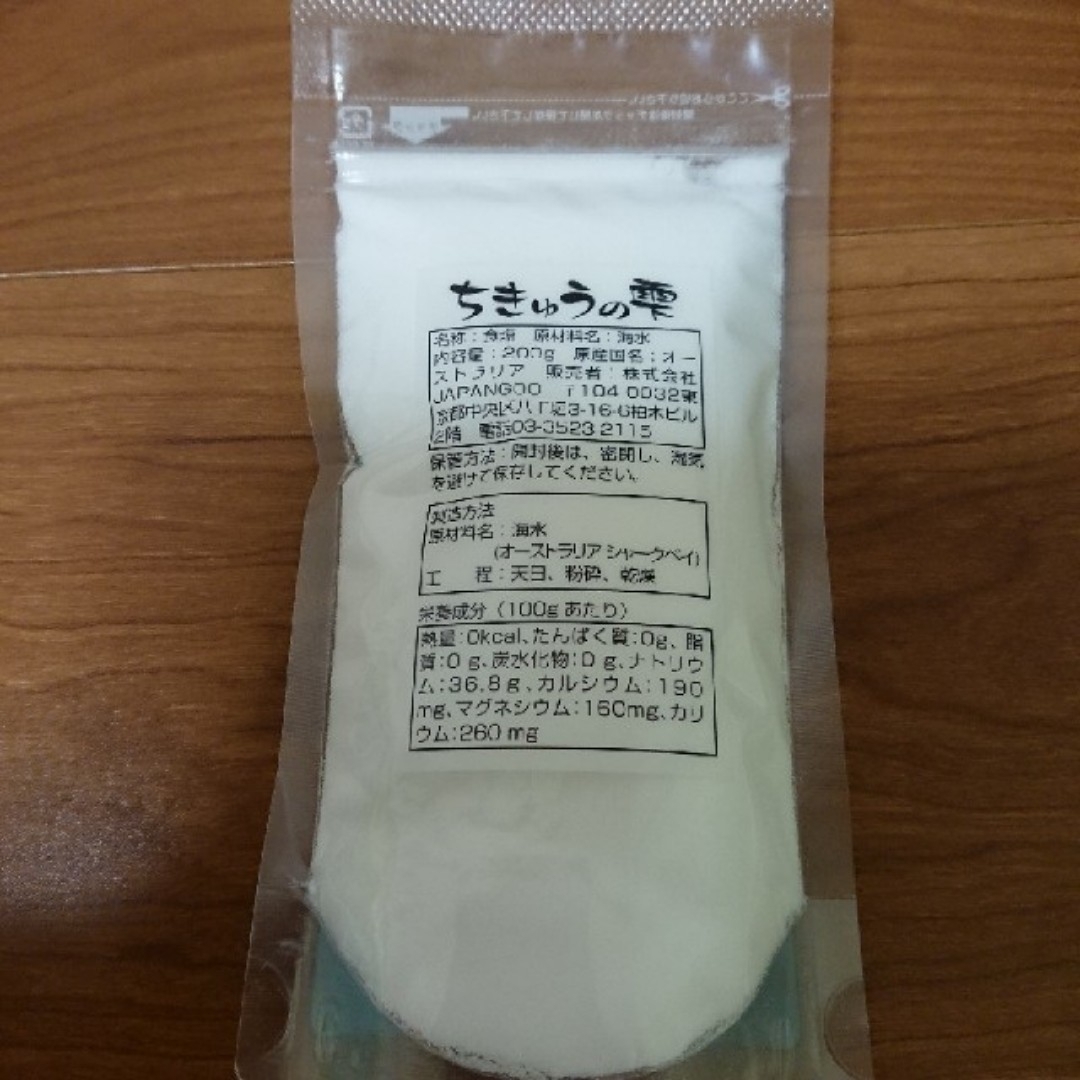 ちきゅうの雫
名称：食塩 原材料名：海水
内容量：200g 原産国名：オー
ストラリア 販売者：株式会社
JAPANGOO 〒104-0032東
京都中央区八丁堀3-16-6柏木ビル
2階 電話03-3523-2115
保管方法：開封後は、密閉し、湿気
を避けて保存してください。
製造方法
原材料名：海水
(オーストラリア シャークベイ)
工 程：天日、粉砕、乾燥
栄養成分（100gあたり）
熱量:0kcal、たんぱく質:0g、脂
質:0g、炭水化物:0g、ナトリウ
ム:36.8g、カルシウム:190
mg、マグネシウム:160mg、カリ
ウム:260mg